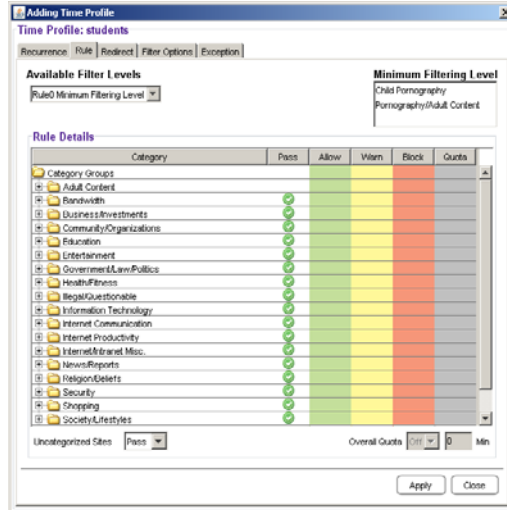 Adding Time Profile
Time Profile: students
Recurrence Rule Redirect Filter Options Exception
Available Filter Levels
Minimum Filtering Level
Rule0 Minimum Filtering Level
Child Pornography
Pornography/Adult Content
Rule Details
Category Pass Allow Warn Block Quota
Category Groups
Adult Content
Bandwidth
Business/Investments
Community/Organizations
Education
Entertainment
Government/Law/Politics
Health/Fitness
Illegal/Questionable
Information Technology
Internet Communication
Internet Productivity
Internet/Intranet Misc.
News/Reports
Religion/Beliefs
Security
Shopping
Society/Lifestyles
Uncategorized Sites Pass Overall Quota Off 0 Min
Apply Close